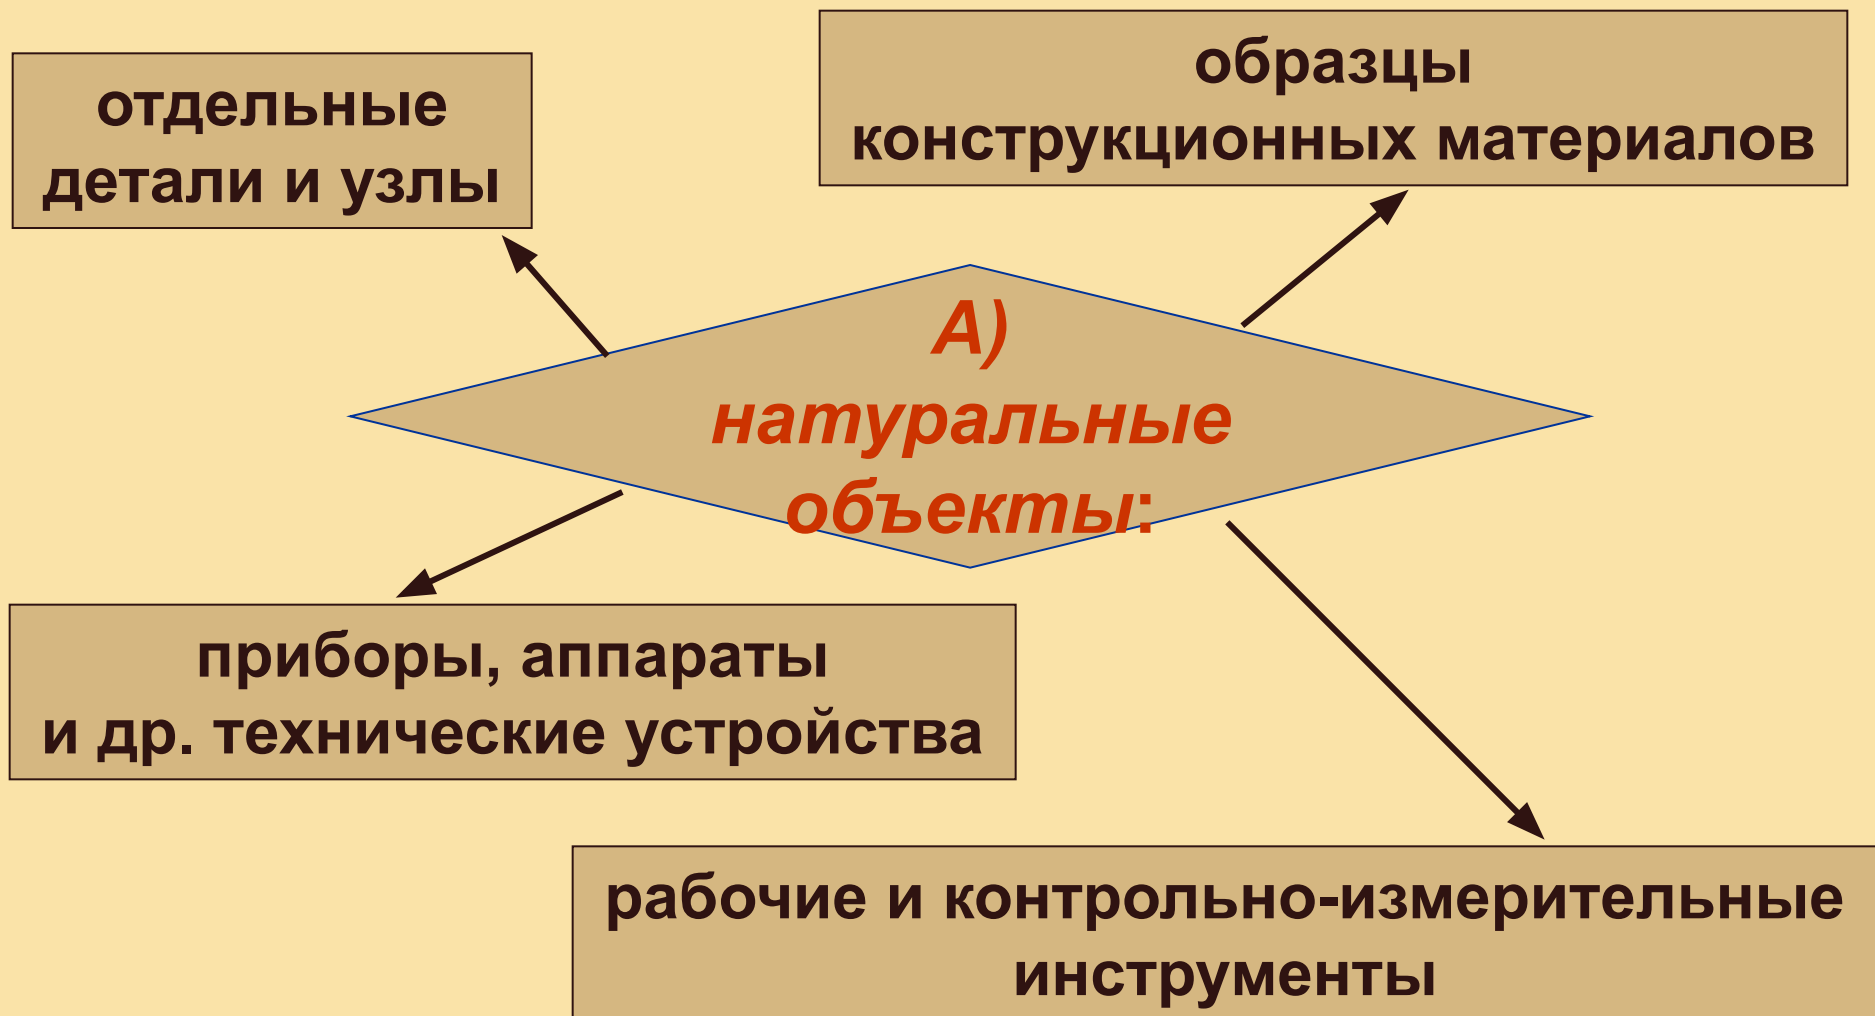 отдельные
детали и узлы
образцы
конструкционных материалов
А)
натуральные
объекты:
приборы, аппараты
и др. технические устройства
рабочие и контрольно-измерительные
инструменты